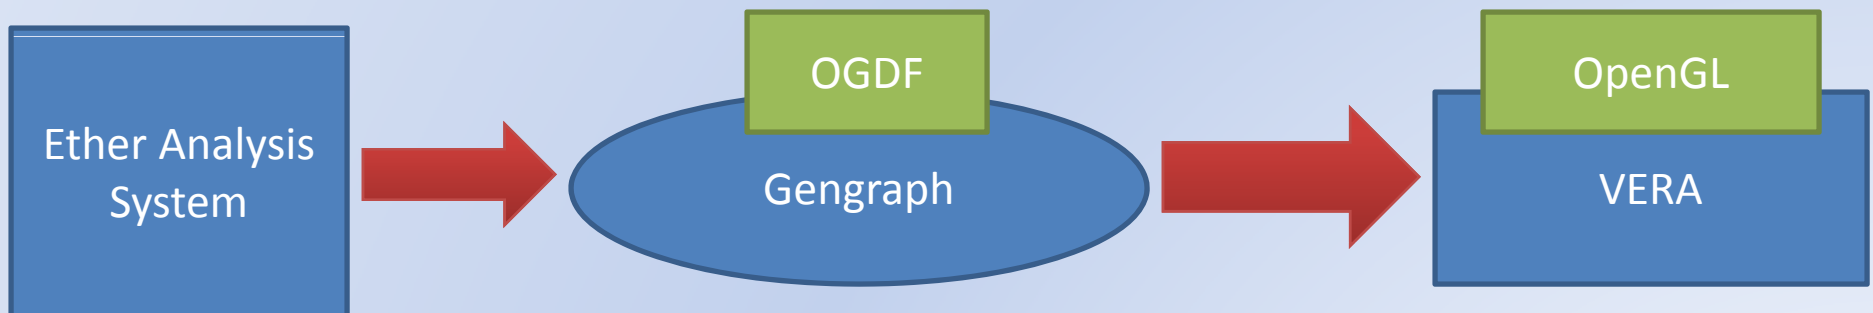 Ether Analysis
System
OGDF
Gengraph
OpenGL
VERA